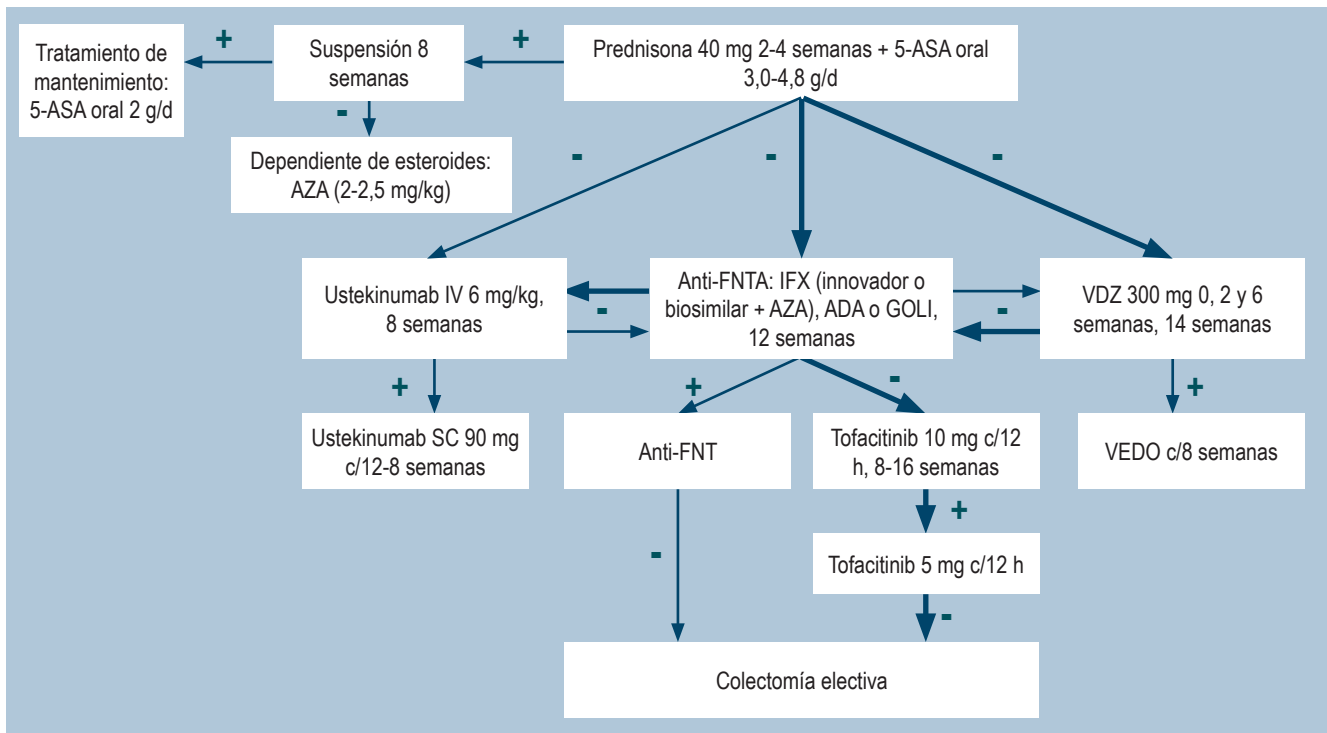 Tratamiento de
mantenimiento:
5-ASA oral 2 g/d
+
Suspensión 8
semanas
+
Prednisona 40 mg 2-4 semanas + 5-ASA oral
3,0-4,8 g/d
-
Dependiente de esteroides:
AZA (2-2,5 mg/kg)
-
-
-
Ustekinumab IV 6 mg/kg,
8 semanas
-
Anti-FNTA: IFX (innovador o
biosimilar + AZA), ADA o GOLI,
12 semanas
-
VDZ 300 mg 0, 2 y 6
semanas, 14 semanas
+
+
-
+
Ustekinumab SC 90 mg
c/12-8 semanas
Anti-FNT
Tofacitinib 10 mg c/12
h, 8-16 semanas
VEDO c/8 semanas
+
-
Tofacitinib 5 mg c/12 h
-
Colectomía electiva